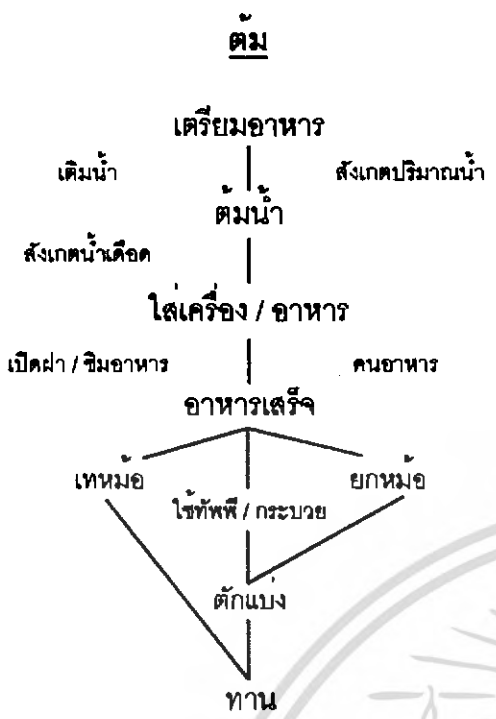 ต้ม
เตรียมอาหาร
เติมน้ำ สังเกตปริมาณน้ำ
ต้มน้ำ
สังเกตน้ำเดือด
ใส่เครื่อง / อาหาร
เปิดฝา / ชิมอาหาร คนอาหาร
อาหารเสร็จ
เทหม้อ ยกหม้อ
ใช้ทัพพี / กระบวย
ตักแบ่ง
ทาน